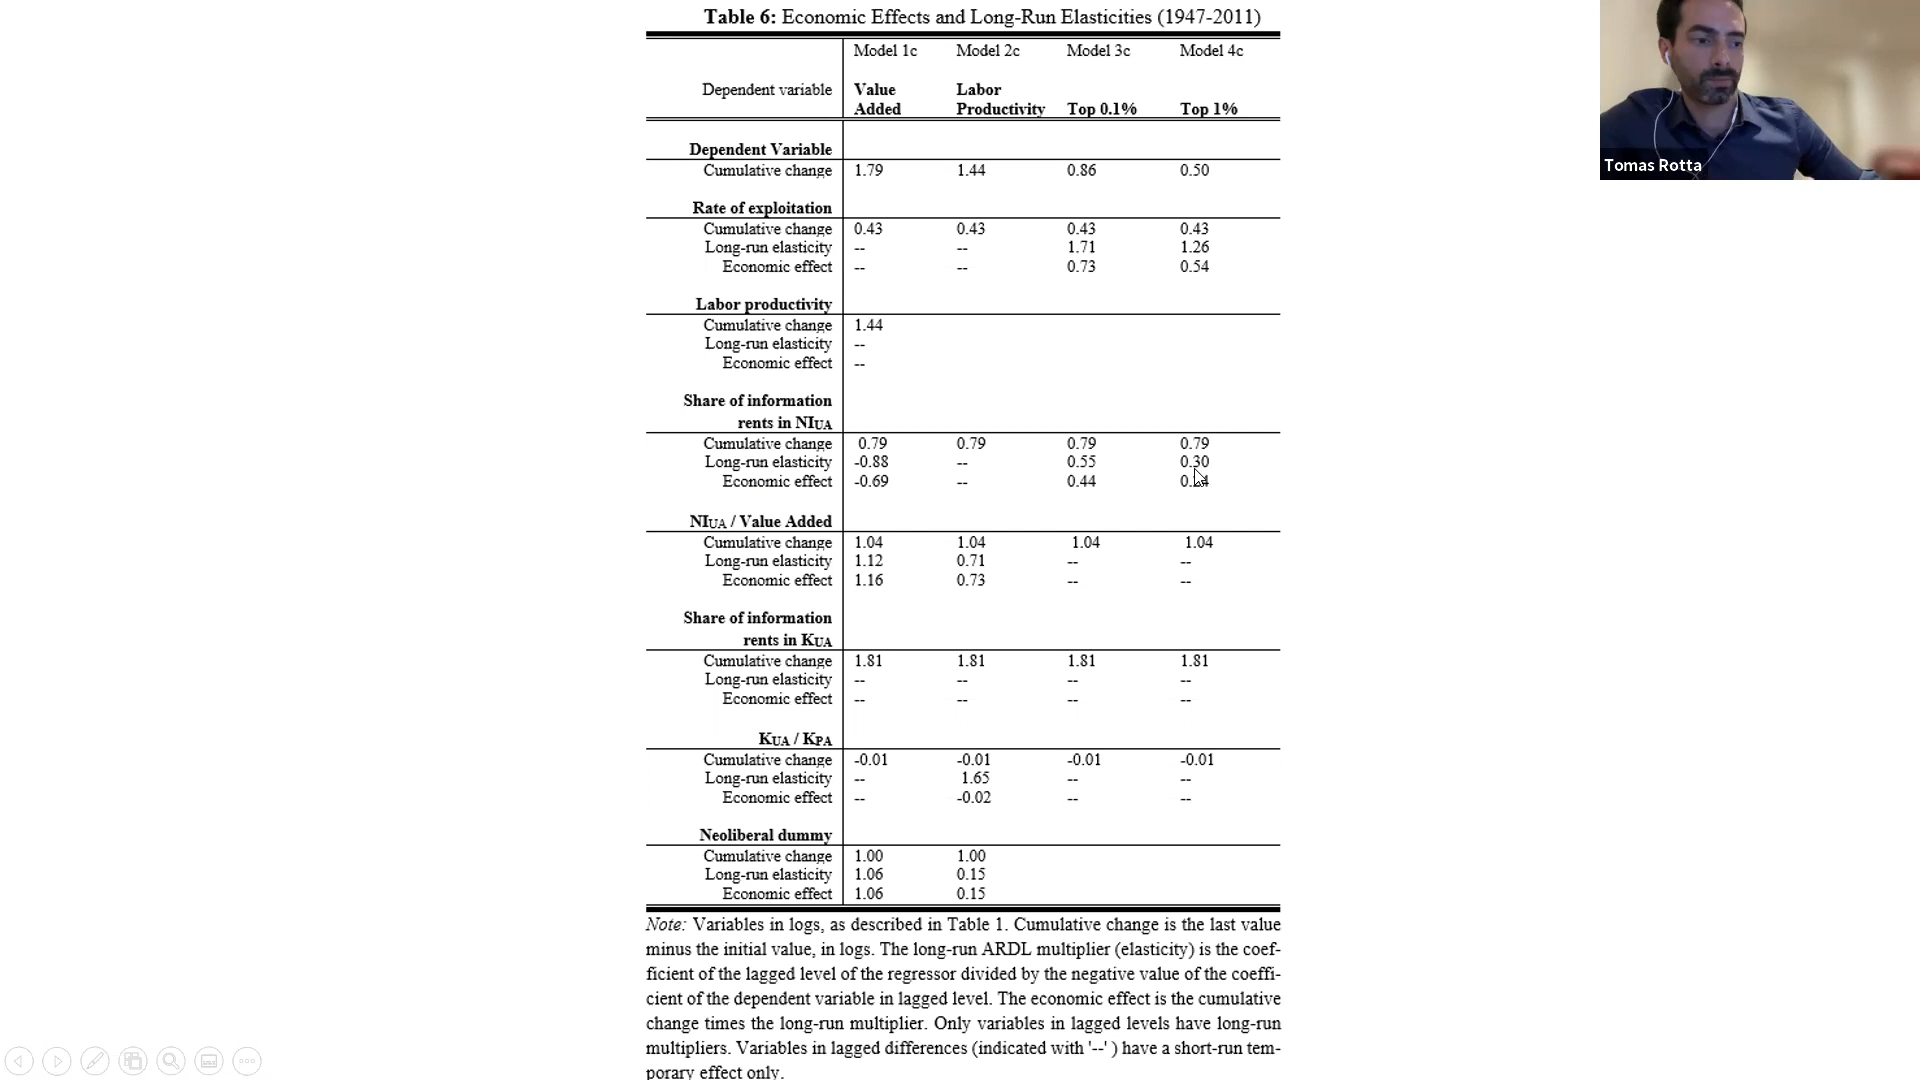 Table 6: Economic Effects and Long-Run Elasticities (1947-2011)
Model 1c Model 2c Model 3c Model 4c
Dependent variable Value Added Labor Productivity Top 0.1% Top 1%
Dependent Variable
Cumulative change 1.79 1.44 0.86 0.50
Rate of exploitation
Cumulative change 0.43 0.43 0.43 0.43
Long-run elasticity -- -- 1.71 1.26
Economic effect -- -- 0.73 0.54
Labor productivity
Cumulative change 1.44
Long-run elasticity --
Economic effect --
Share of information
rents in NIUA
Cumulative change 0.79 0.79 0.79 0.79
Long-run elasticity -0.88 -- 0.55 0.30
Economic effect -0.69 -- 0.44
NIUA / Value Added
Cumulative change 1.04 1.04 1.04 1.04
Long-run elasticity 1.12 0.71 -- --
Economic effect 1.16 0.73 -- --
Share of information
rents in KUA
Cumulative change 1.81 1.81 1.81 1.81
Long-run elasticity -- -- -- --
Economic effect -- -- -- --
KUA / KPA
Cumulative change -0.01 -0.01 -0.01 -0.01
Long-run elasticity -- 1.65 -- --
Economic effect -- -0.02 -- --
Neoliberal dummy
Cumulative change 1.00 1.00
Long-run elasticity 1.06 0.15
Economic effect 1.06 0.15
Note: Variables in logs, as described in Table 1. Cumulative change is the last value
minus the initial value, in logs. The long-run ARDL multiplier (elasticity) is the coef-
ficient of the lagged level of the regressor divided by the negative value of the coeffi-
cient of the dependent variable in lagged level. The economic effect is the cumulative
change times the long-run multiplier. Only variables in lagged levels have long-run
multipliers. Variables in lagged differences (indicated with '--' ) have a short-run tem-
porary effect only.
Tomas Rotta